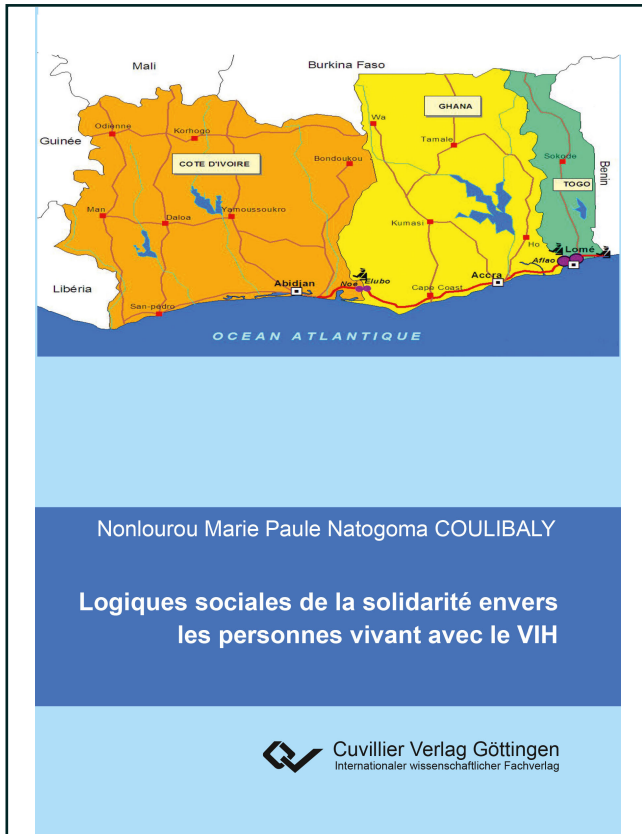 Mali
Burkina Faso
Guinée
Odienne
Korhogo
COTE D'IVOIRE
Bondoukou
Man
Daloa
Yamoussoukro
Libéria
San-pedro
Abidjan
Noé
Elubo
Wa
GHANA
Tamale
Kumasi
Ho
Cape Coast
Accra
Aflao
Sokode
TOGO
Lomé
Benin
OCEAN ATLANTIQUE
Nonlourou Marie Paule Natogoma COULIBALY
Logiques sociales de la solidarité envers
les personnes vivant avec le VIH
Cuvillier Verlag Göttingen
Internationaler wissenschaftlicher Fachverlag